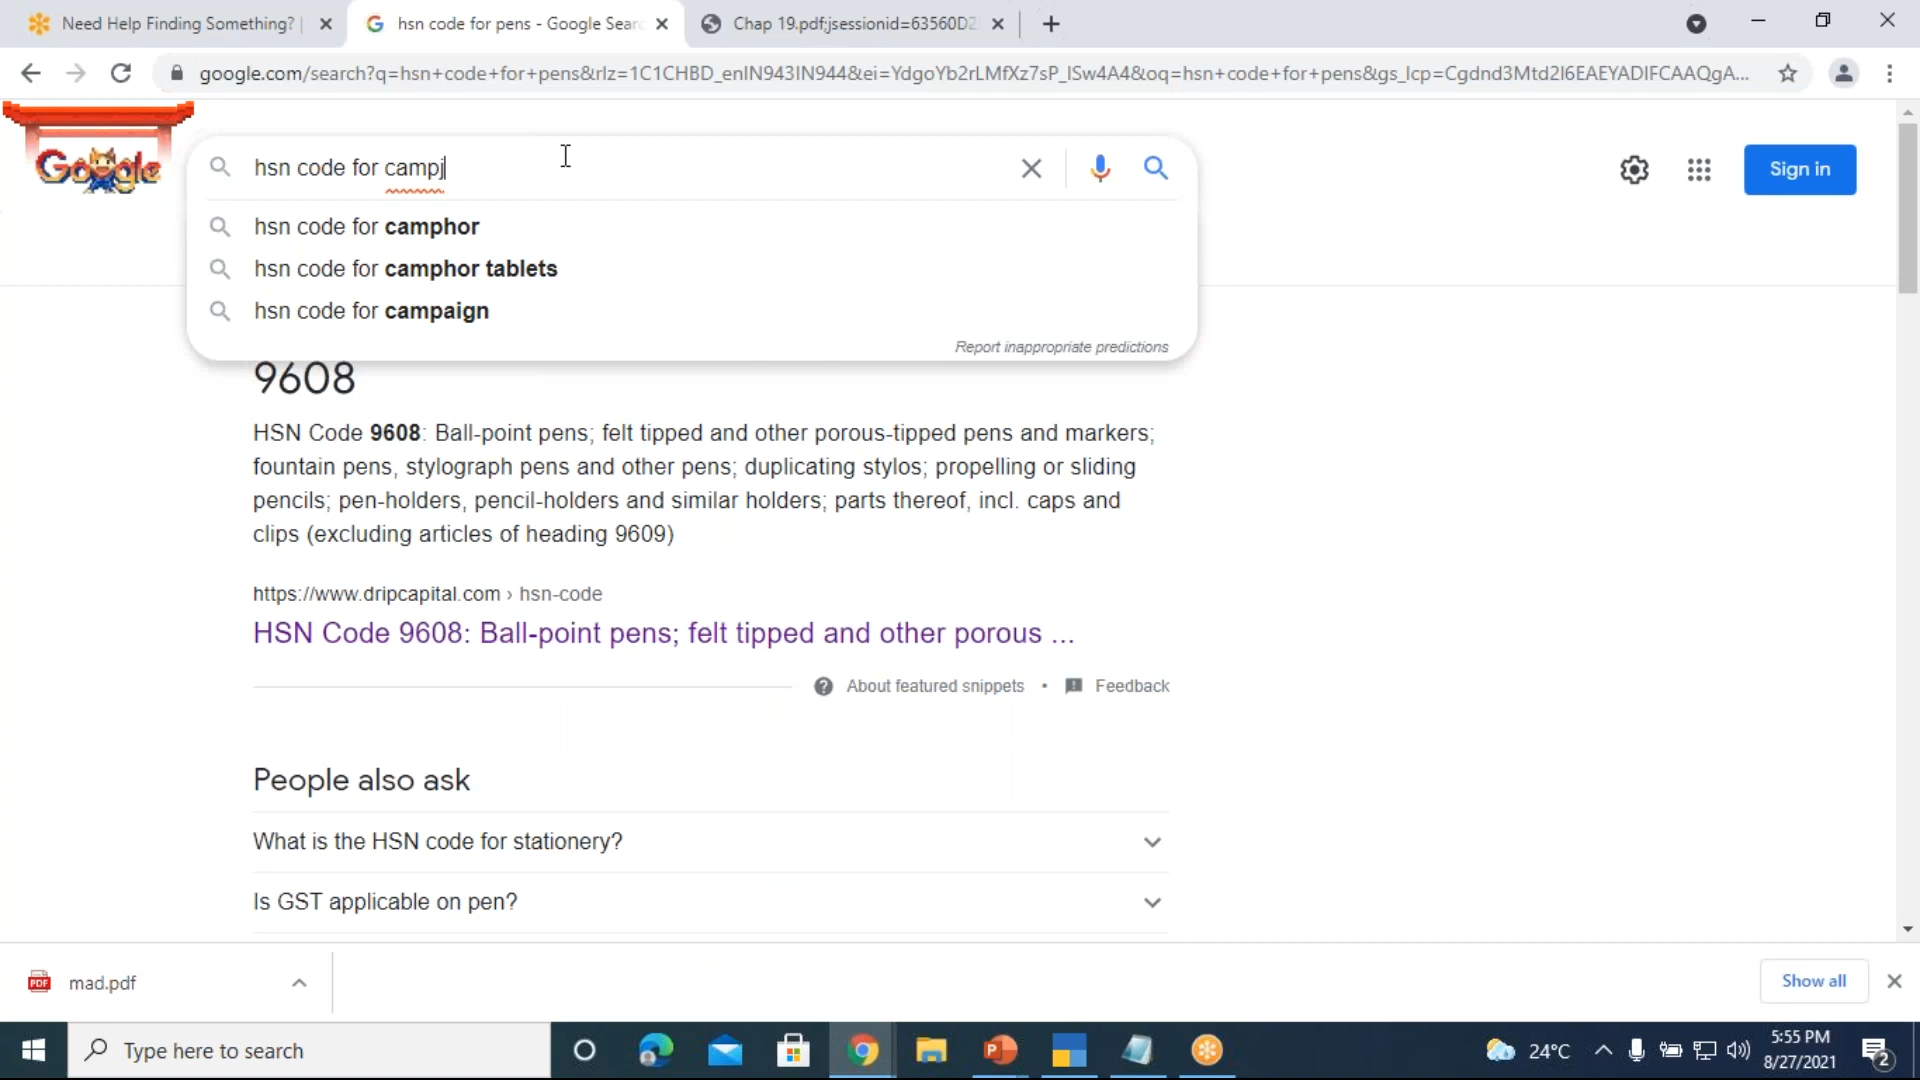 Need Help Finding Something? |
hsn code for pens - Google Sear
Chap 19.pdf;jsessionid=63560D2
google.com/search?q=hsn+code+for+pens&rlz=1C1CHBD_enIN943IN944&ei=YdgoYb2rLMfXz7sP_ISw4A4&oq=hsn+code+for+pens&gs_lcp=Cgdnd3Mtd2l6EAEYADIFCAAQgA...
Google
hsn code for campj
Sign in
hsn code for camphor
hsn code for camphor tablets
hsn code for campaign
Report inappropriate predictions
9608
HSN Code 9608: Ball-point pens; felt tipped and other porous-tipped pens and markers;
fountain pens, stylograph pens and other pens; duplicating stylos; propelling or sliding
pencils; pen-holders, pencil-holders and similar holders; parts thereof, incl. caps and
clips (excluding articles of heading 9609)
https://www.dripcapital.com › hsn-code
HSN Code 9608: Ball-point pens; felt tipped and other porous ...
About featured snippets • Feedback
People also ask
What is the HSN code for stationery?
Is GST applicable on pen?
PDF mad.pdf
Show all
Type here to search
24°C
5:55 PM
8/27/2021
2